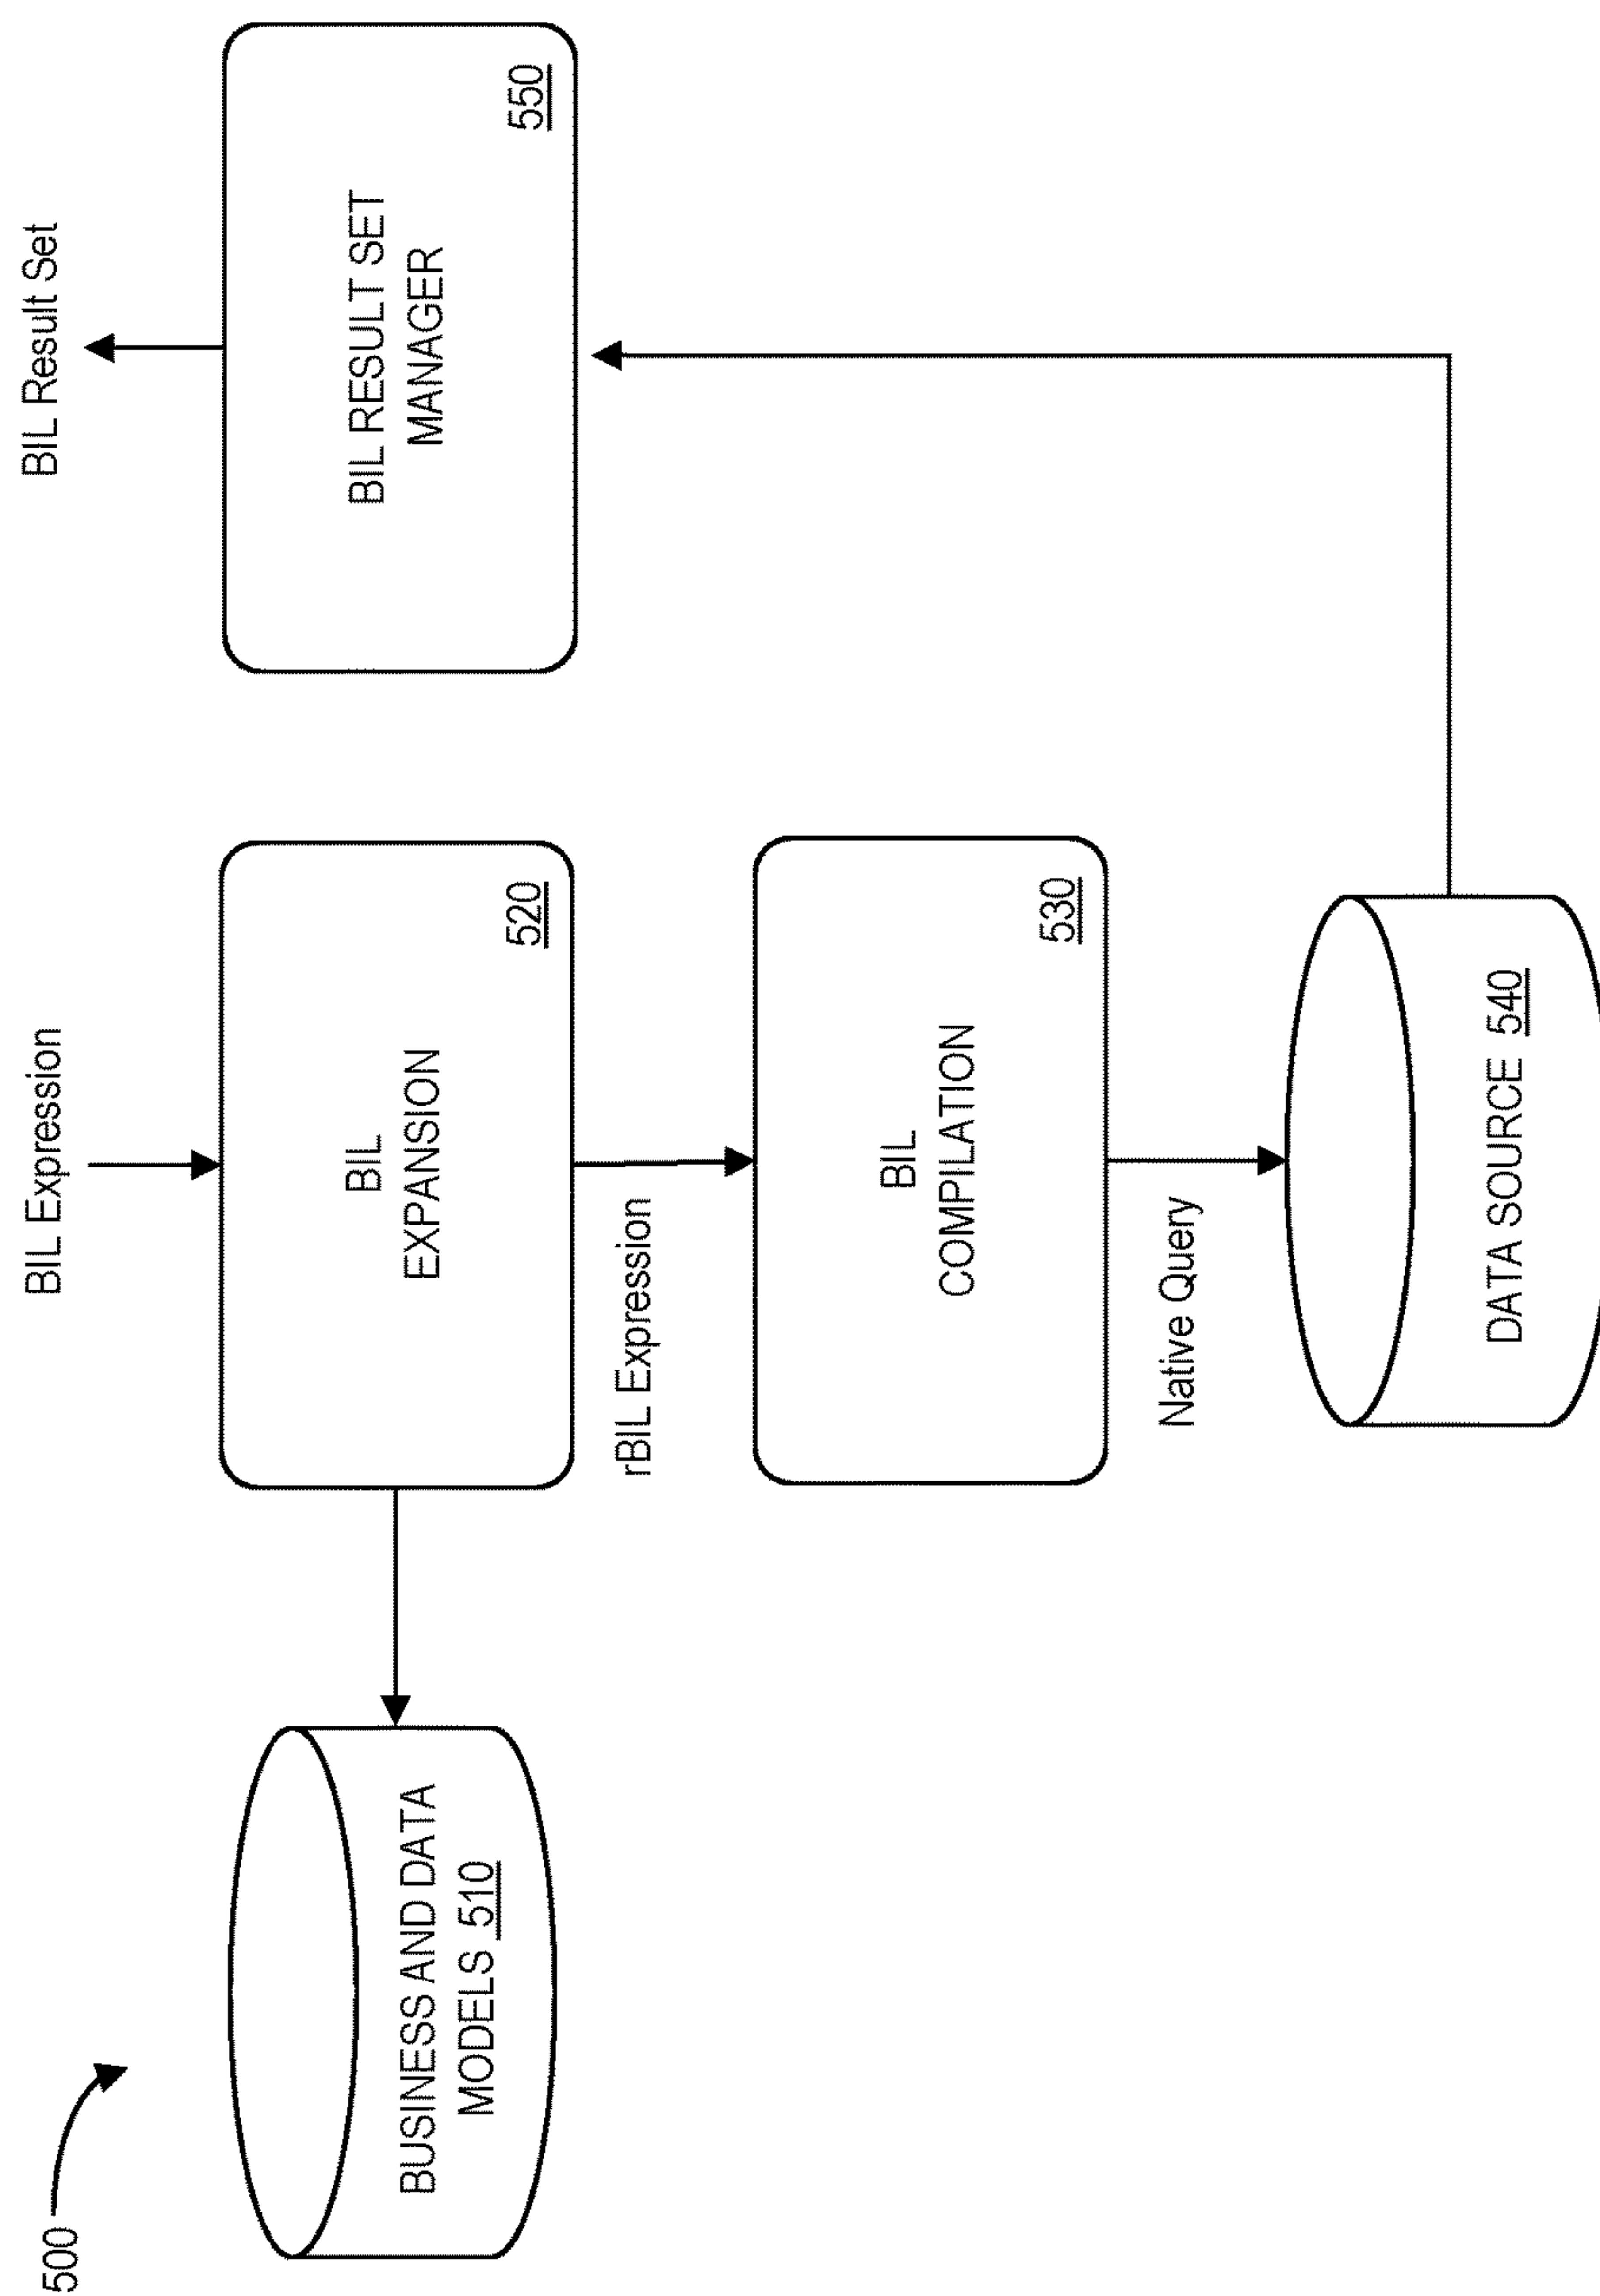 500
BIL Expression
BIL Result Set
BUSINESS AND DATA
MODELS 510
BIL
EXPANSION
520
BIL RESULT SET
MANAGER
550
rBIL Expression
BIL
COMPILATION
530
Native Query
DATA SOURCE 540